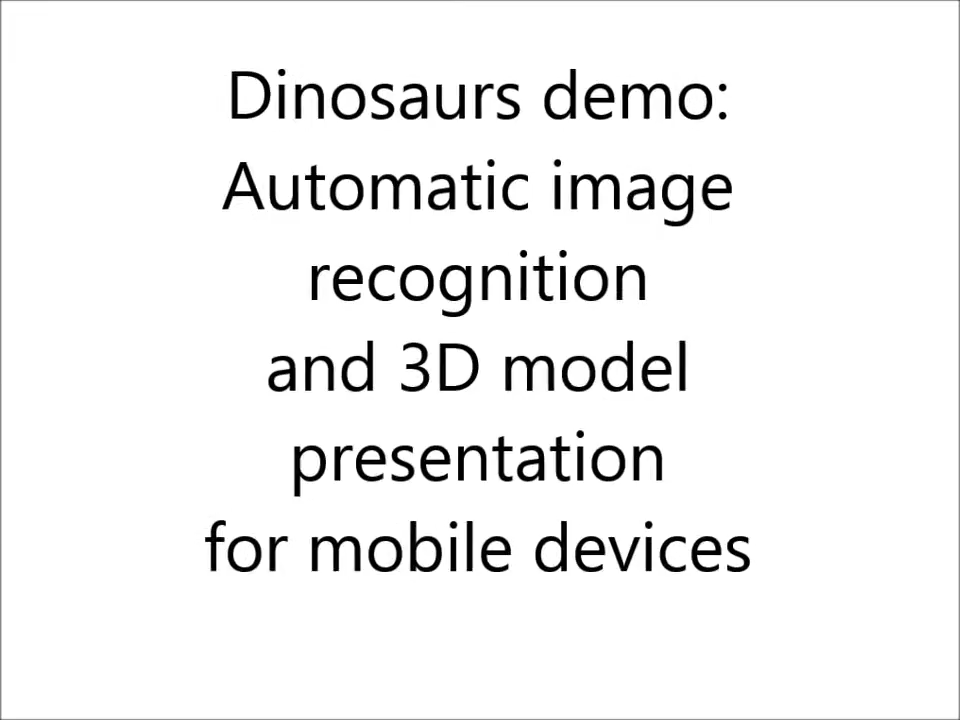 Dinosaurs demo:
Automatic image
recognition
and 3D model
presentation
for mobile devices